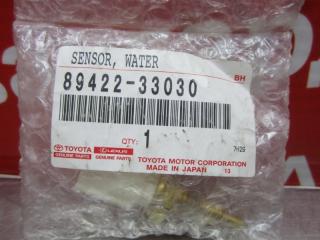 SENSOR, WATER
BH
89422-33030
QTY:
1
TOYOTA LEXUS
GENUINE PARTS GENUINE PARTS
TOYOTA MOTOR CORPORATION
MADE IN JAPAN 13